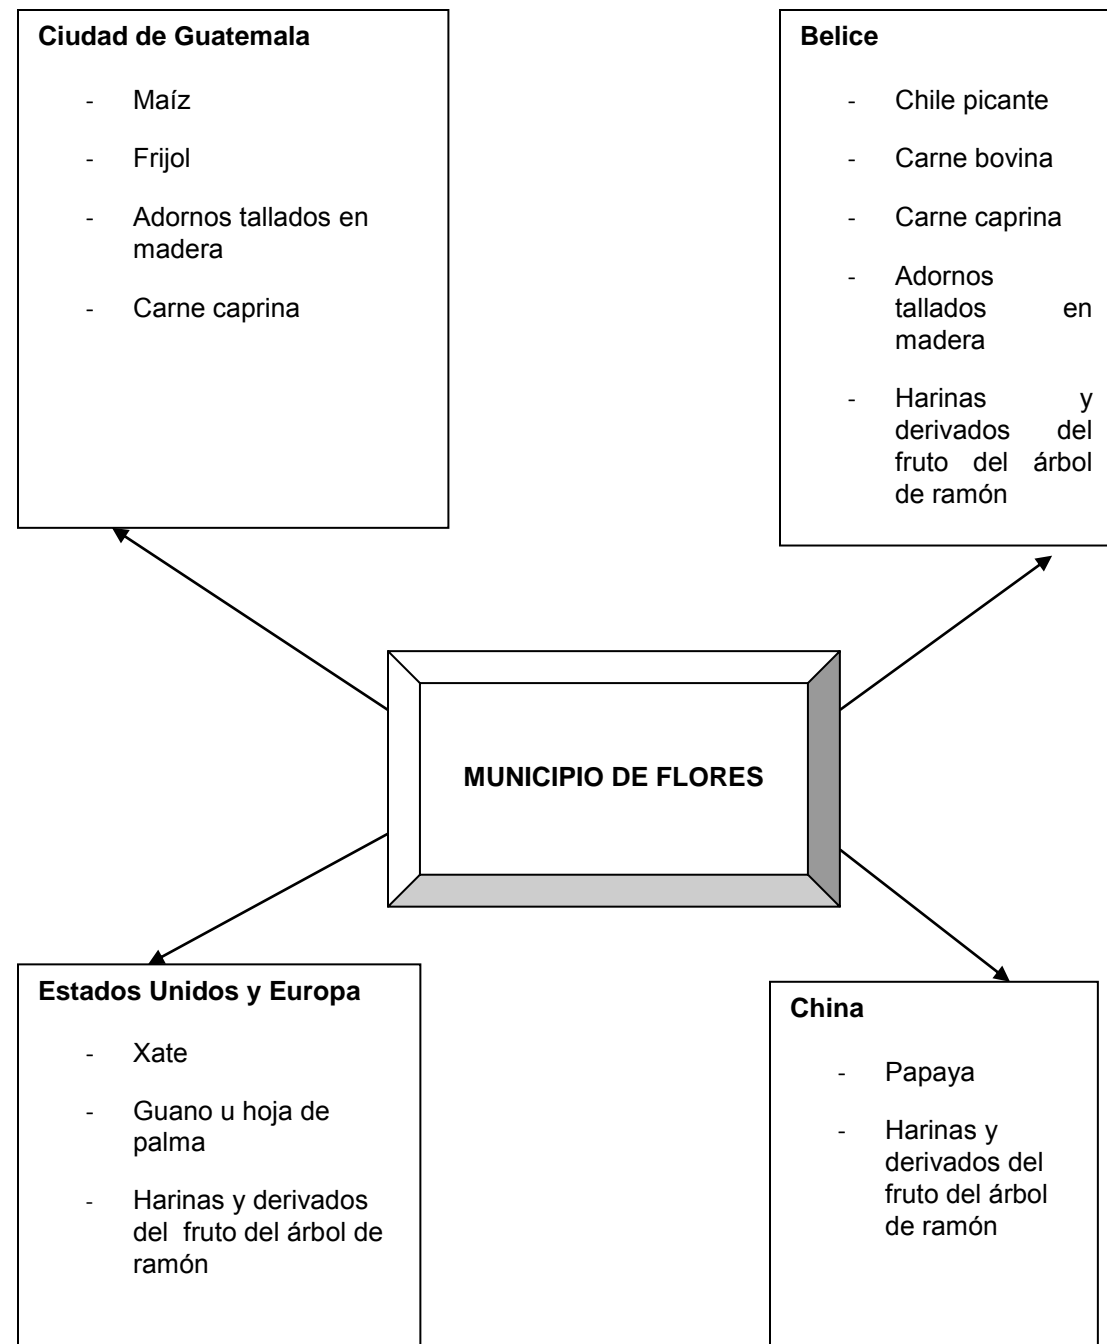 Ciudad de Guatemala
- Maíz
- Frijol
- Adornos tallados en
madera
- Carne caprina
Belice
- Chile picante
- Carne bovina
- Carne caprina
- Adornos
tallados en
madera
- Harinas y
derivados del
fruto del árbol
de ramón
MUNICIPIO DE FLORES
Estados Unidos y Europa
- Xate
- Guano u hoja de
palma
- Harinas y derivados
del fruto del árbol de
ramón
China
- Papaya
- Harinas y
derivados del
fruto del árbol
de ramón